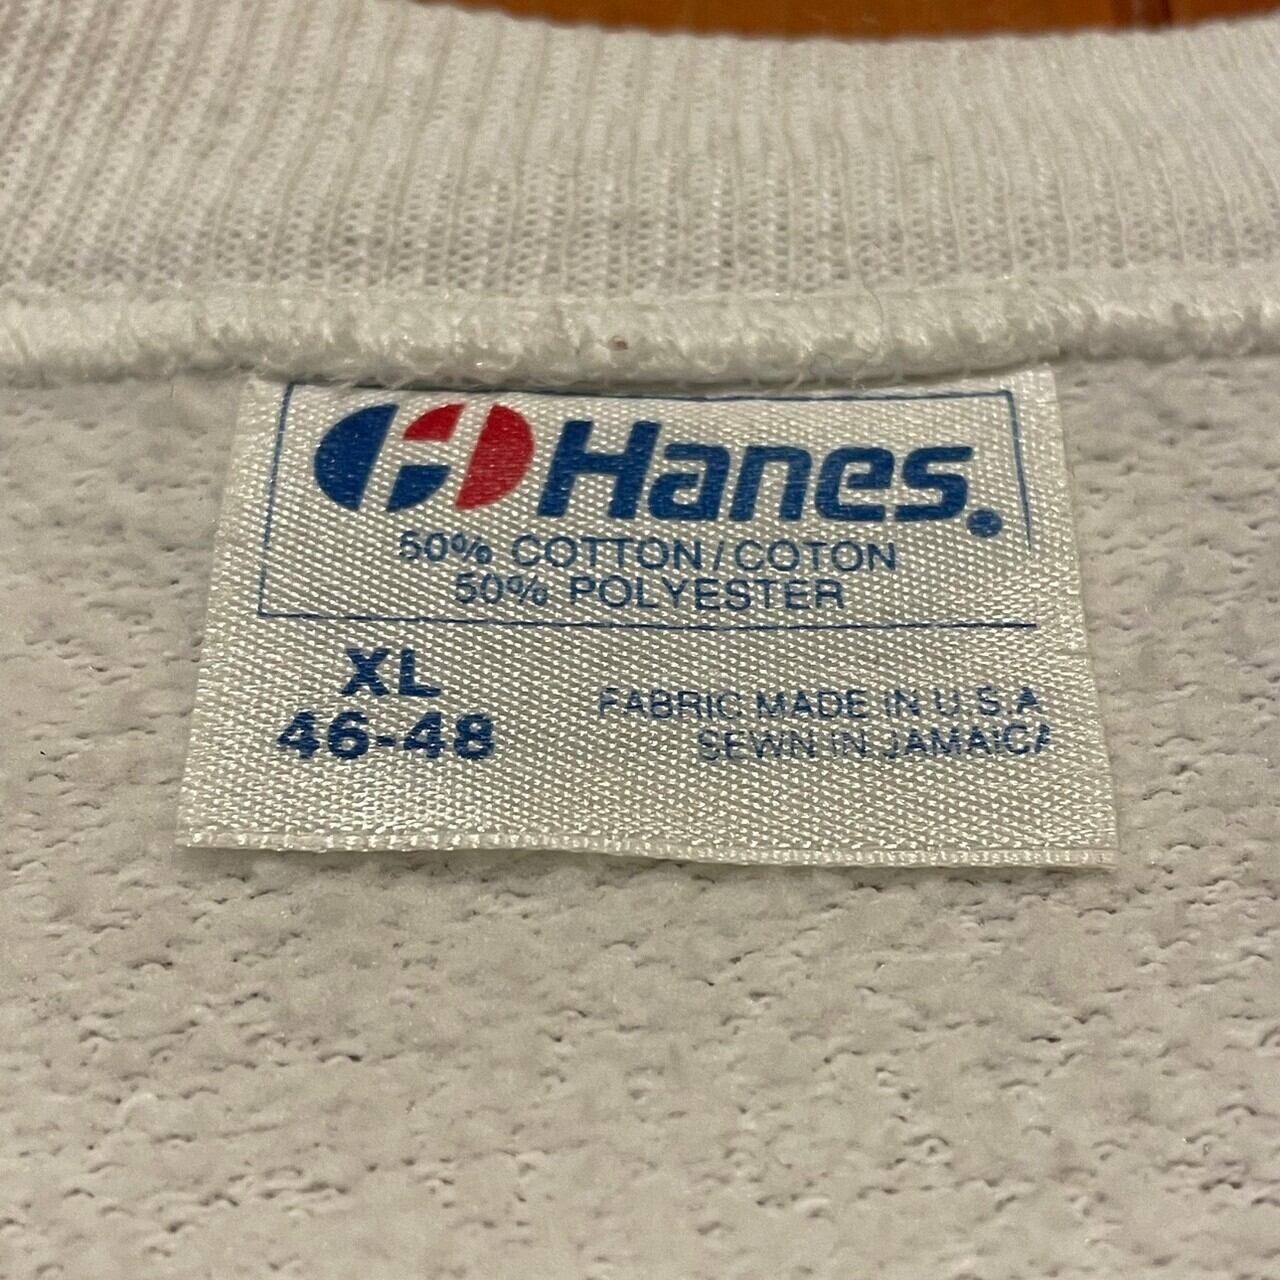 Hanes.
50% COTTON/COTON
50% POLYESTER
XL
46-48
FABRIC MADE IN U.S.A
SEWN IN JAMAICA